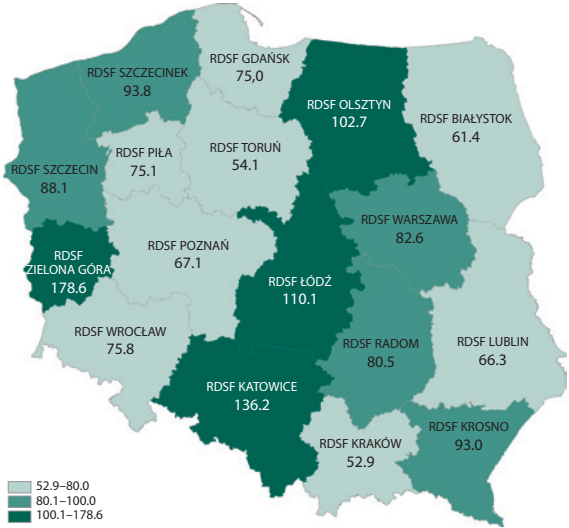 RDSF GDAŃSK
75,0
RDSF SZCZECINEK
93.8
RDSF OLSZTYN
102.7
RDSF BIAŁYSTOK
61.4
RDSF PIŁA
75.1
RDSF TORUŃ
54.1
RDSF SZCZECIN
88.1
RDSF WARSZAWA
82.6
RDSF
ZIELONA GÓRA
178.6
RDSF POZNAŃ
67.1
RDSF ŁÓDŹ
110.1
RDSF WROCŁAW
75.8
RDSF RADOM
80.5
RDSF LUBLIN
66.3
RDSF KATOWICE
136.2
RDSF KRAKÓW
52.9
RDSF KROSNO
93.0
52.9–80.0
80.1–100.0
100.1–178.6